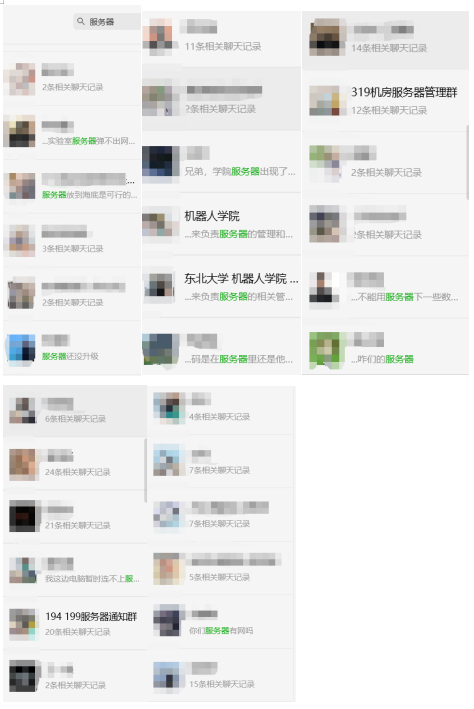 服务器
2条相关聊天记录
...实验室服务器弹不出网...
...
服务器放到海底是可行的...
3条相关聊天记录
2条相关聊天记录
服务器还没升级
11条相关聊天记录
2条相关聊天记录
兄弟，学院服务器出现了...
机器人学院
...来负责服务器的管理和...
东北大学 机器人学院 ...
...来负责服务器的相关管...
...码是在服务器里还是他...
14条相关聊天记录
319机房服务器管理群
12条相关聊天记录
2条相关聊天记录
2条相关聊天记录
...不能用服务器下一些数...
...咋们的服务器
6条相关聊天记录
24条相关聊天记录
21条相关聊天记录
我这边电脑暂时连不上服...
194 199服务器通知群
20条相关聊天记录
2条相关聊天记录
4条相关聊天记录
7条相关聊天记录
7条相关聊天记录
5条相关聊天记录
你们服务器有网吗
15条相关聊天记录